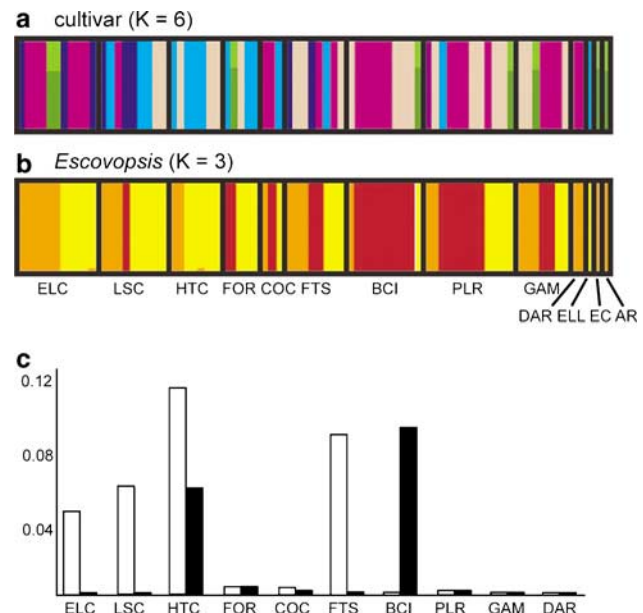 a cultivar (K = 6)
b Escovopsis (K = 3)
ELC LSC HTC FOR COC FTS BCI PLR GAM
DAR ELL EC AR
c
0.12
0.08
0.04
ELC LSC HTC FOR COC FTS BCI PLR GAM DAR